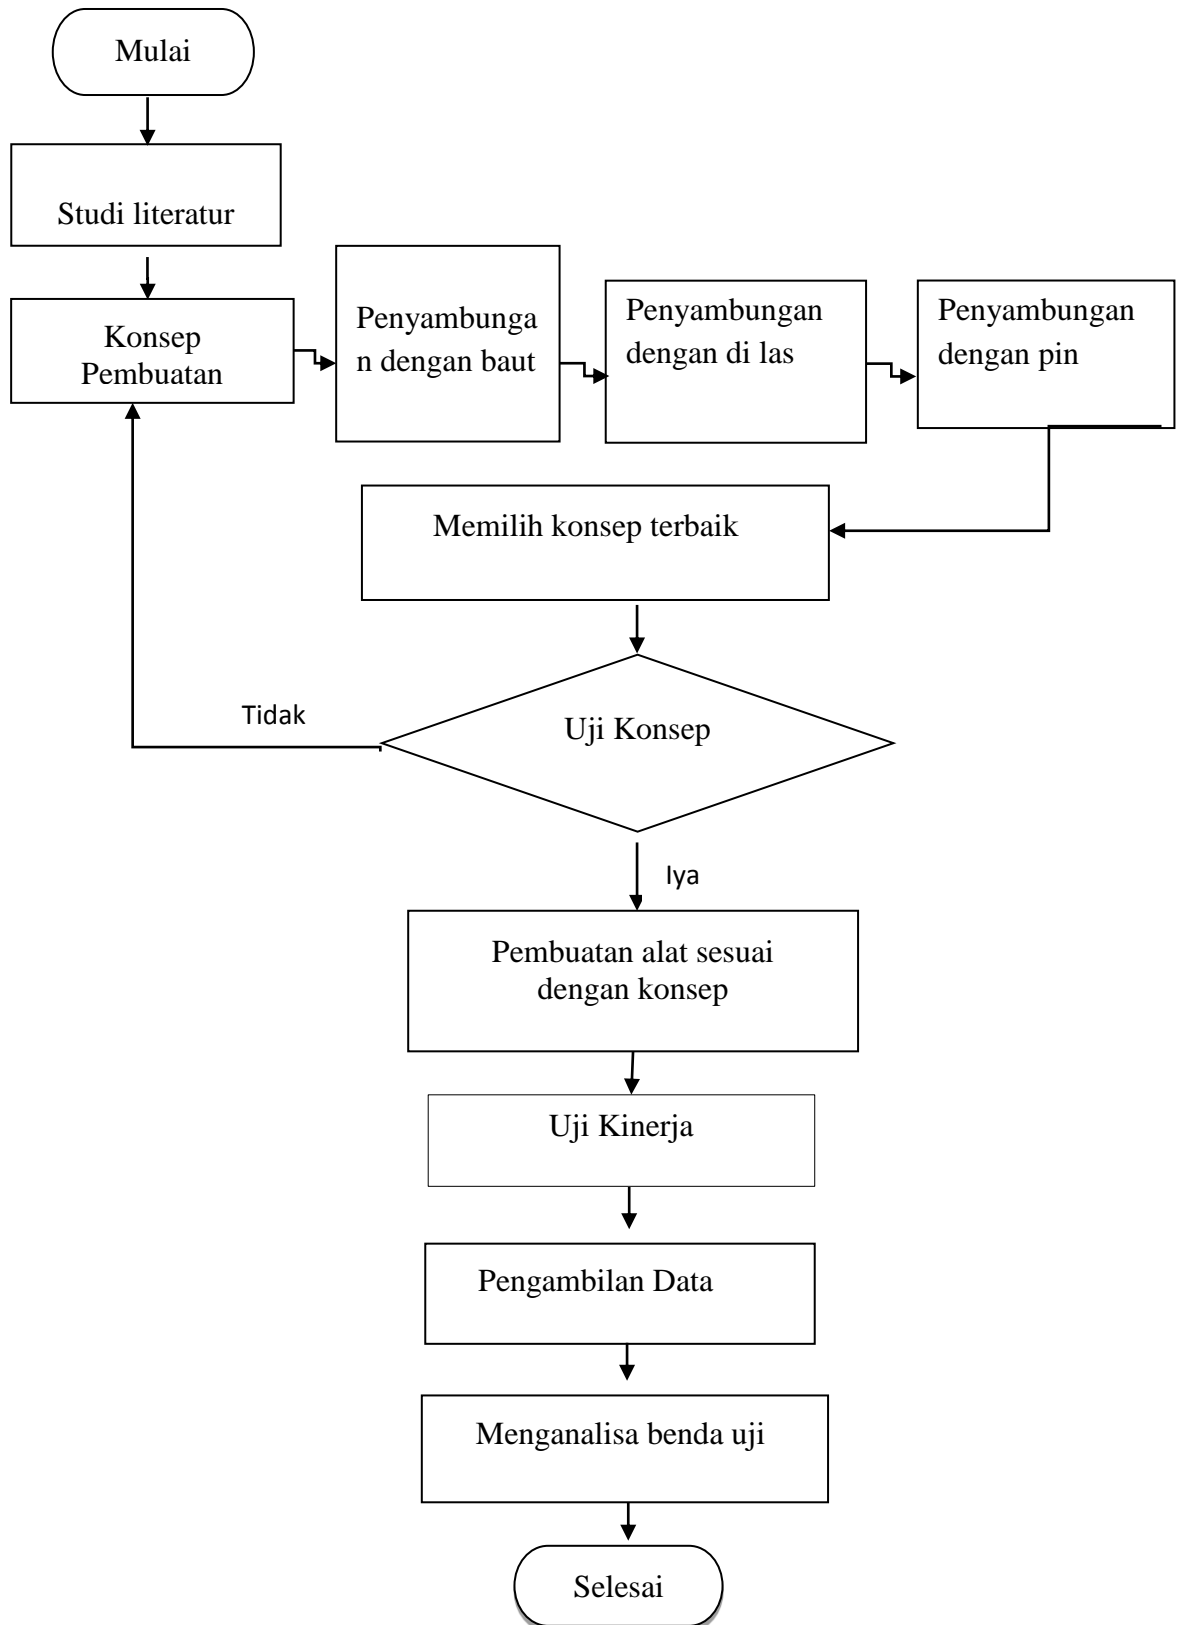 Mulai
Studi literatur
Konsep
Pembuatan
Penyambunga
n dengan baut
Penyambungan
dengan di las
Penyambungan
dengan pin
Memilih konsep terbaik
Uji Konsep
Tidak
Iya
Pembuatan alat sesuai
dengan konsep
Uji Kinerja
Pengambilan Data
Menganalisa benda uji
Selesai